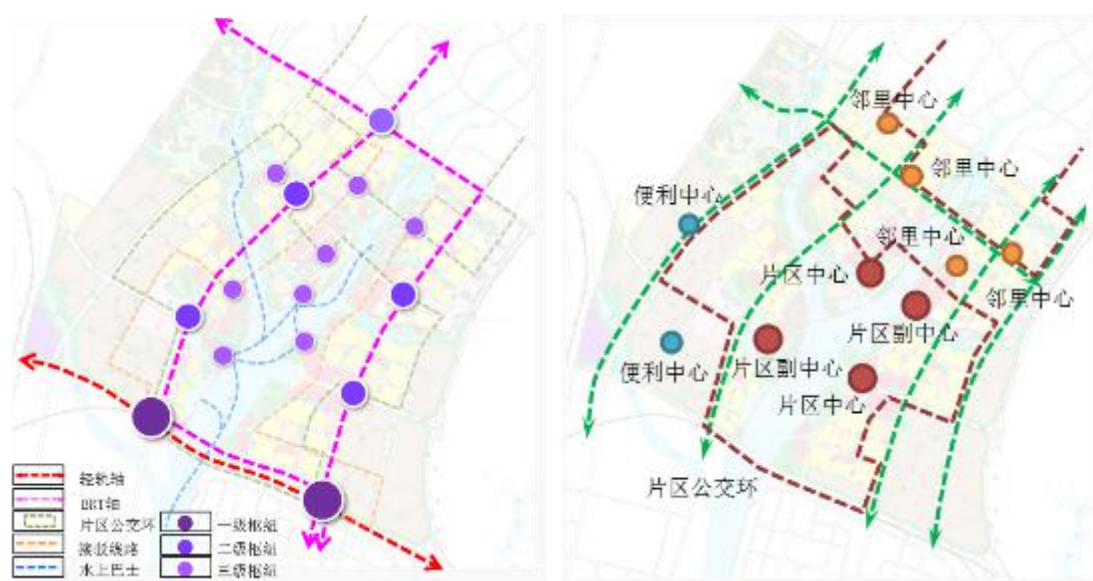 轻轨轴
BRT轴
片区公交环
接驳线路
水上巴士
一级枢纽
二级枢纽
三级枢纽
邻里中心
邻里中心
便利中心
邻里中心
片区中心
邻里中心
片区副中心
便利中心
片区副中心
片区中心
片区公交环